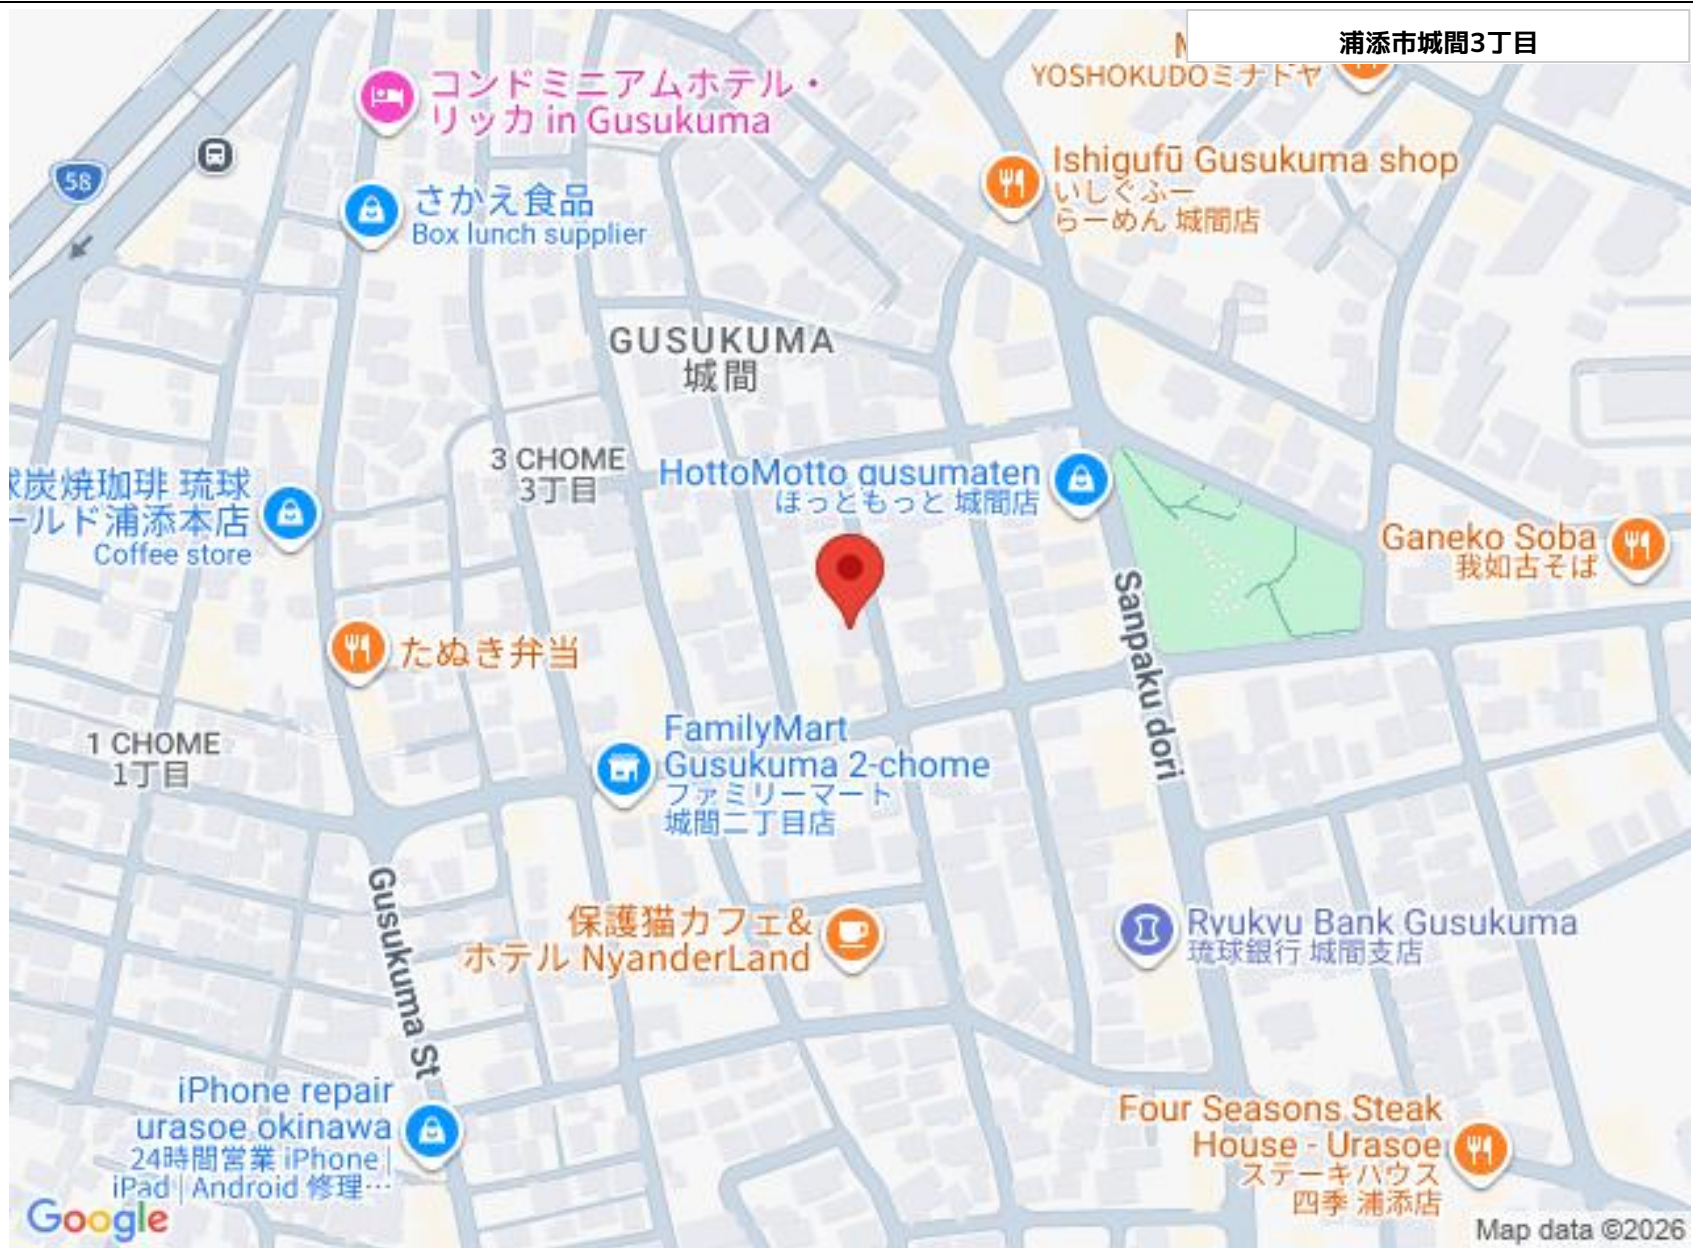 浦添市城間3丁目
YOSHOKUDOミナトヤ
コンドミニアムホテル・
リッカ in Gusukuma
58
Ishigufū Gusukuma shop
いしぐふー
らーめん 城間店
さかえ食品
Box lunch supplier
GUSUKUMA
城間
3 CHOME
3丁目
HottoMotto gusumaten
ほっともっと 城間店
球炭焼珈琲 琉球
ールド浦添本店
Coffee store
Ganeko Soba
我如古そば
Sanpaku dori
たぬき弁当
1 CHOME
1丁目
FamilyMart
Gusukuma 2-chome
ファミリーマート
城間二丁目店
Gusukuma St
保護猫カフェ&
ホテル NyanderLand
Ryukyu Bank Gusukuma
琉球銀行 城間支店
iPhone repair
urasoe okinawa
24時間営業 iPhone |
iPad | Android 修理…
Four Seasons Steak
House - Urasoe
ステーキハウス
四季 浦添店
Google
Map data ©2026